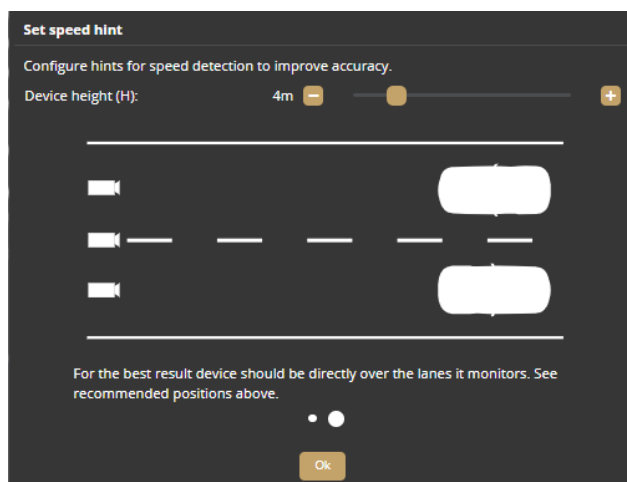 Set speed hint
Configure hints for speed detection to improve accuracy.
Device height (H): 4m − +
For the best result device should be directly over the lanes it monitors. See
recommended positions above.
Ok